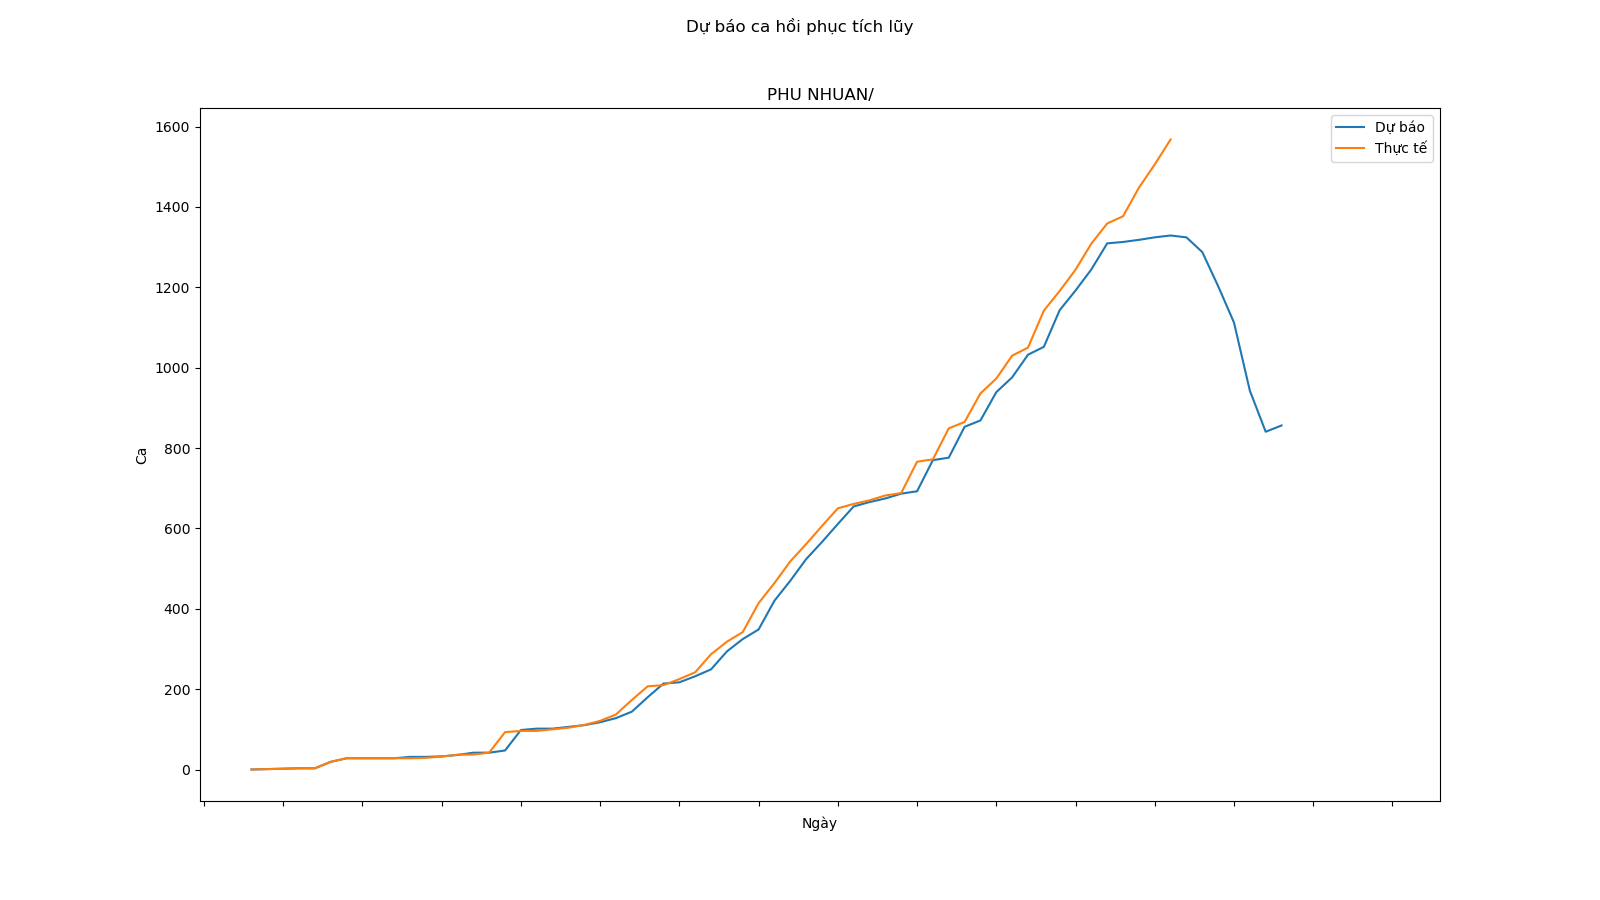 Dự báo ca hồi phục tích lũy
PHU NHUAN/
Dự báo
Thực tế
1600
1400
1200
1000
800
600
400
200
0
Ca
Ngày